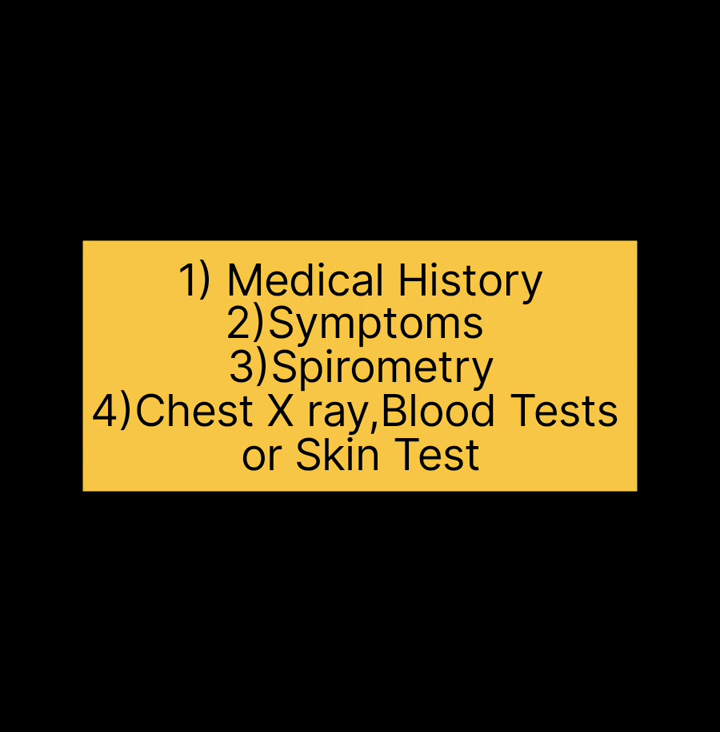 1) Medical History
2)Symptoms
3)Spirometry
4)Chest X ray,Blood Tests
or Skin Test